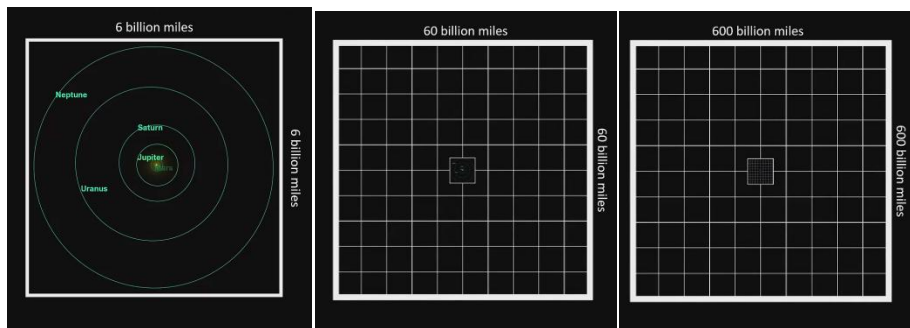 6 billion miles
Neptune
Saturn
Jupiter
Uranus
6 billion miles
60 billion miles
60 billion miles
600 billion miles
600 billion miles